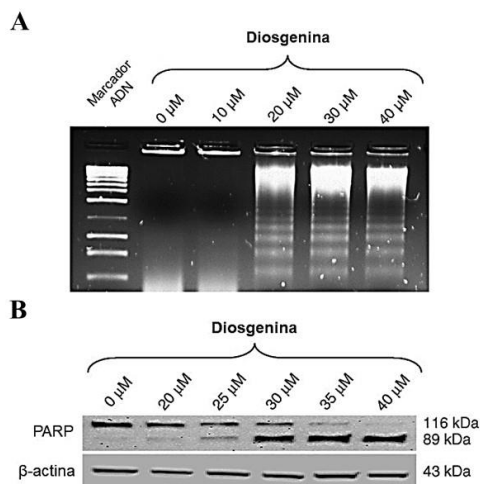 A
Diosgenina
Marcador
ADN
0 µM
10 µM
20 µM
30 µM
40 µM
B
Diosgenina
0 µM
20 µM
25 µM
30 µM
35 µM
40 µM
PARP
116 kDa
89 kDa
β-actina
43 kDa